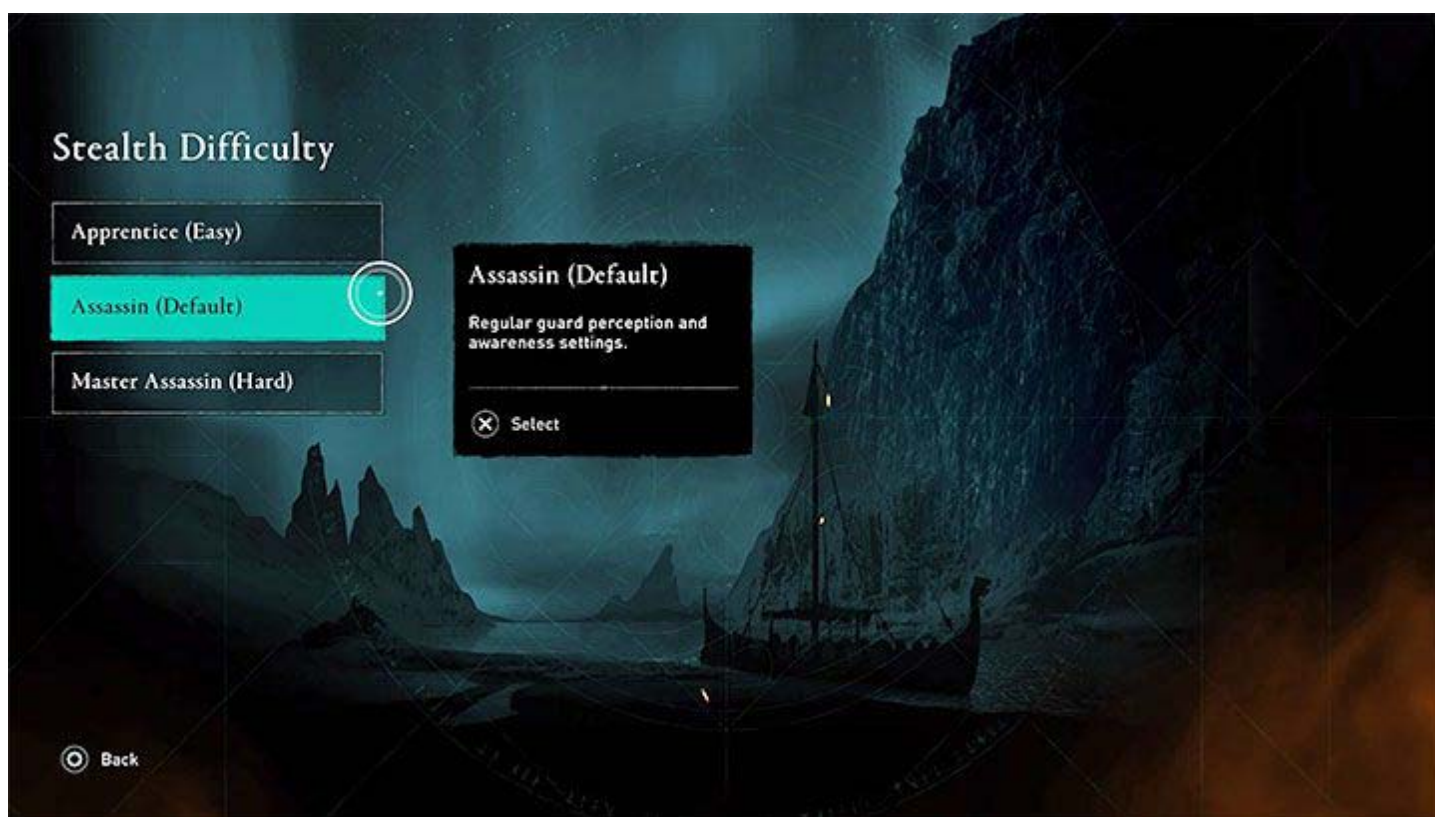 Stealth Difficulty
Apprentice (Easy)
Assassin (Default)
Master Assassin (Hard)
Assassin (Default)
Regular guard perception and
awareness settings.
Select
Back